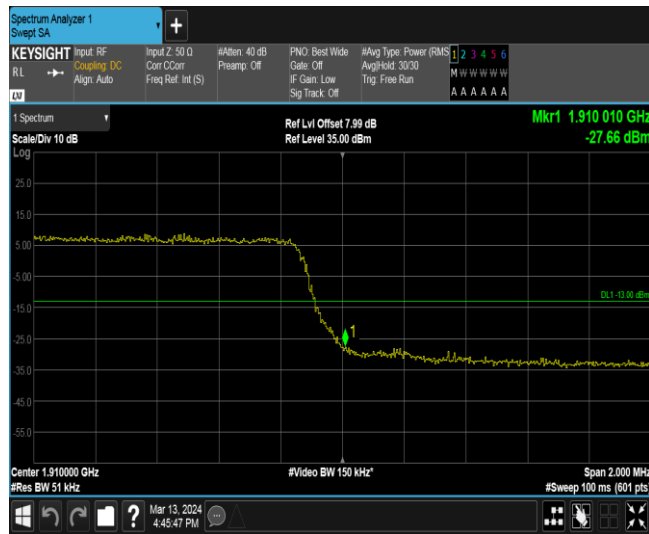 Spectrum Analyzer 1
Swept SA
+
KEYSIGHT
RL
LXI
Input: RF
Coupling: DC
Align: Auto
Input Z: 50 Ω
Corr CCorr
Freq Ref: Int (S)
#Atten: 40 dB
Preamp: Off
PNO: Best Wide
Gate: Off
IF Gain: Low
Sig Track: Off
#Avg Type: Power (RMS
Avg|Hold: 30/30
Trig: Free Run
1 2 3 4 5 6
M W W W W W
A A A A A A
1 Spectrum
Scale/Div 10 dB
Log
Ref Lvl Offset 7.99 dB
Ref Level 35.00 dBm
Mkr1 1.910 010 GHz
-27.66 dBm
25.0
15.0
5.00
-5.00
-15.0
-25.0
-35.0
-45.0
-55.0
DL1 -13.00 dBm
1
Center 1.910000 GHz
#Res BW 51 kHz
#Video BW 150 kHz*
Span 2.000 MHz
#Sweep 100 ms (601 pts
?
Mar 13, 2024
4:45:47 PM